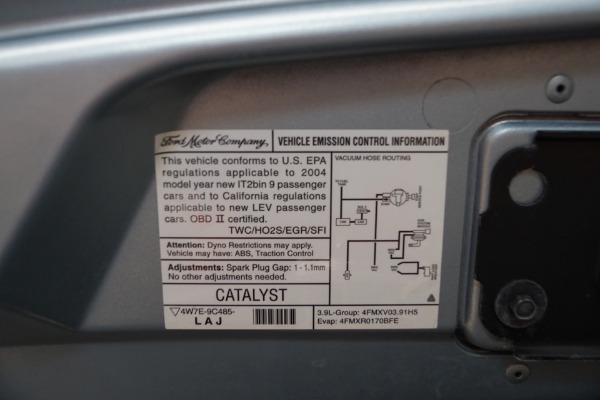 Ford Motor Company,
VEHICLE EMISSION CONTROL INFORMATION
This vehicle conforms to U.S. EPA
regulations applicable to 2004
model year new IT2bin 9 passenger
cars and to California regulations
applicable to new LEV passenger
cars. OBD II certified.
TWC/HO2S/EGR/SFI
Attention: Dyno Restrictions may apply.
Vehicle may have: ABS, Traction Control
Adjustments: Spark Plug Gap: 1 - 1.1mm
No other adjustments needed.
CATALYST
4W7E-9C485-
LAJ
VACUUM HOSE ROUTING
3.9L-Group: 4FMXV03.91H5
Evap: 4FMXR0170BFE